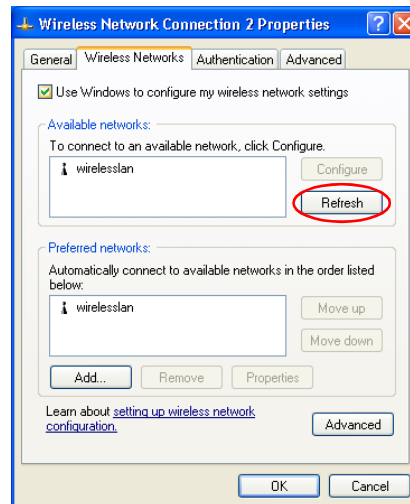 Wireless Network Connection 2 Properties
General Wireless Networks Authentication Advanced
Use Windows to configure my wireless network settings
Available networks:
To connect to an available network, click Configure.
wirelesslan
Configure
Refresh
Preferred networks:
Automatically connect to available networks in the order listed
below:
wirelesslan
Move up
Move down
Add... Remove Properties
Learn about setting up wireless network
configuration.
Advanced
OK Cancel